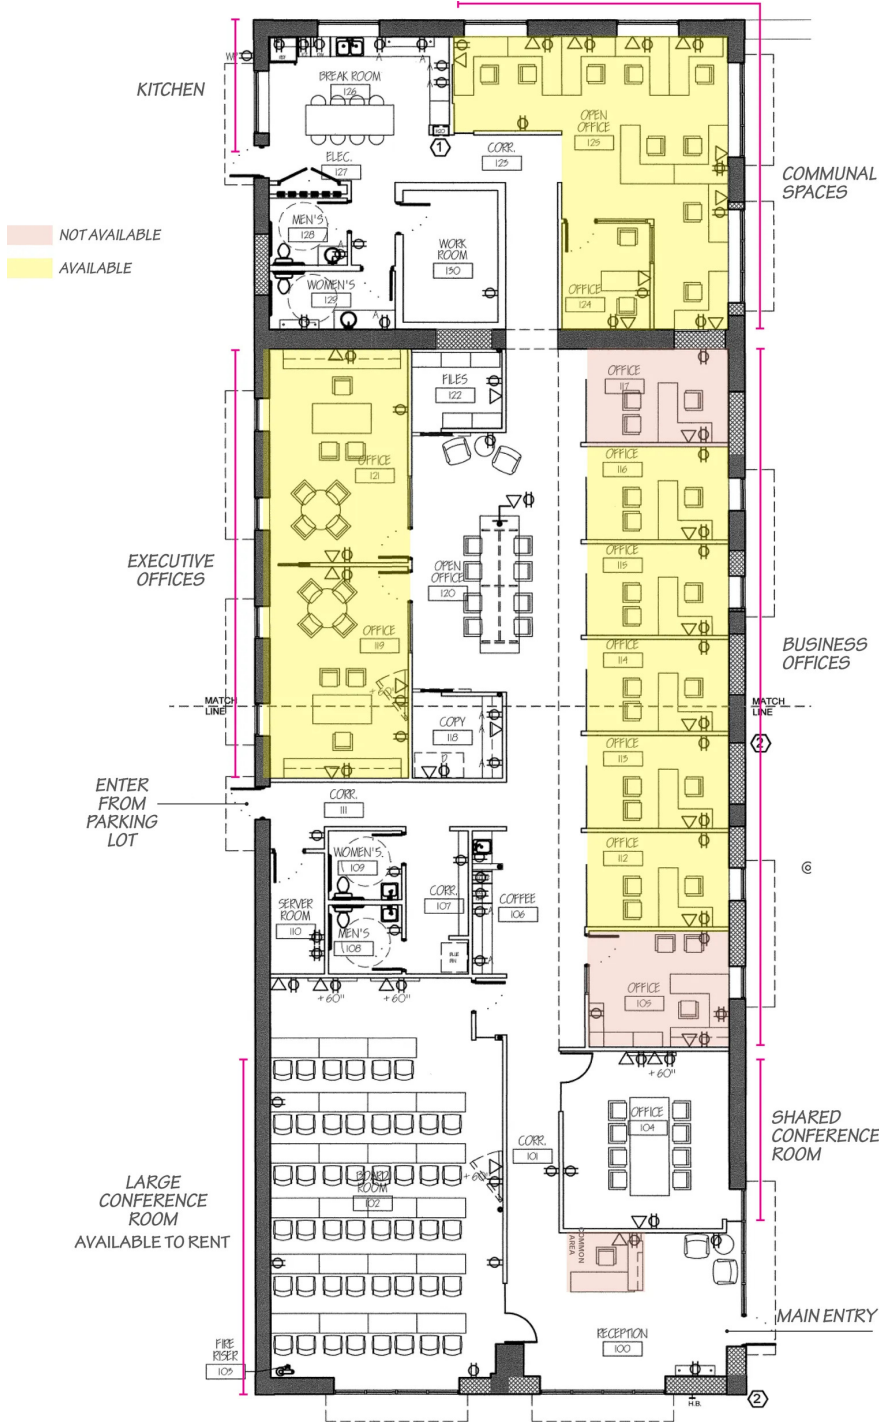 KITCHEN
BREAK ROOM
126
1
ELEC.
127
CORR.
123
OPEN
OFFICE
125
COMMUNAL
SPACES
NOT AVAILABLE
AVAILABLE
MEN'S
128
WOMEN'S
129
WORK
ROOM
130
OFFICE
124
FILES
122
OFFICE
117
OFFICE
121
OFFICE
116
EXECUTIVE
OFFICES
OPEN
OFFICE
120
OFFICE
115
OFFICE
119
OFFICE
114
BUSINESS
OFFICES
+60"
MATCH
LINE
MATCH
LINE
COPY
118
OFFICE
113
2
ENTER
FROM
PARKING
LOT
CORR.
111
WOMEN'S
109
OFFICE
112
SERVER
ROOM
110
CORR.
107
COFFEE
106
MEN'S
108
OFFICE
105
+60"
+60"
+60"
OFFICE
104
SHARED
CONFERENCE
ROOM
CORR.
101
BOARD
ROOM
102
+60"
LARGE
CONFERENCE
ROOM
AVAILABLE TO RENT
COMMON
AREA
MAIN ENTRY
RECEPTION
100
FIRE
RISER
103
H.B.
2